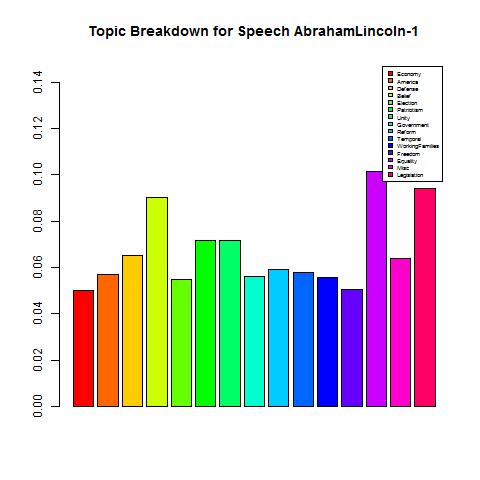 Topic Breakdown for Speech AbrahamLincoln-1
0.14
0.12
0.10
0.08
0.06
0.04
0.02
0.00
Economy
America
Defense
Belief
Election
Patriotism
Unity
Government
Reform
Temporal
WorkingFamilies
Freedom
Equality
Misc
Legislation